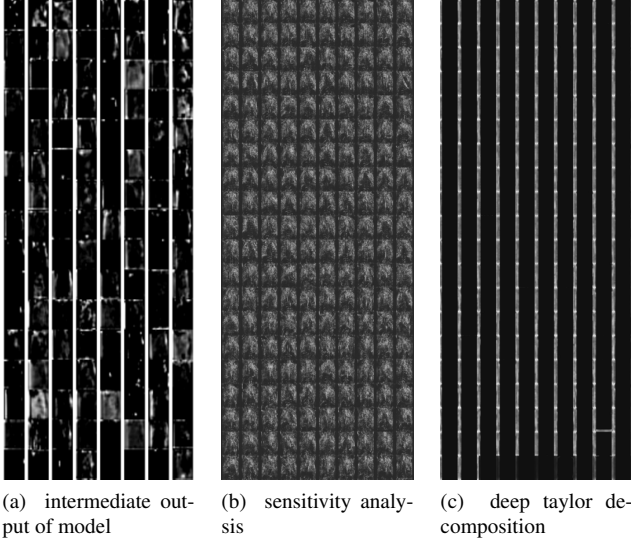 (a) intermediate out-
put of model
(b) sensitivity analy-
sis
(c) deep taylor de-
composition